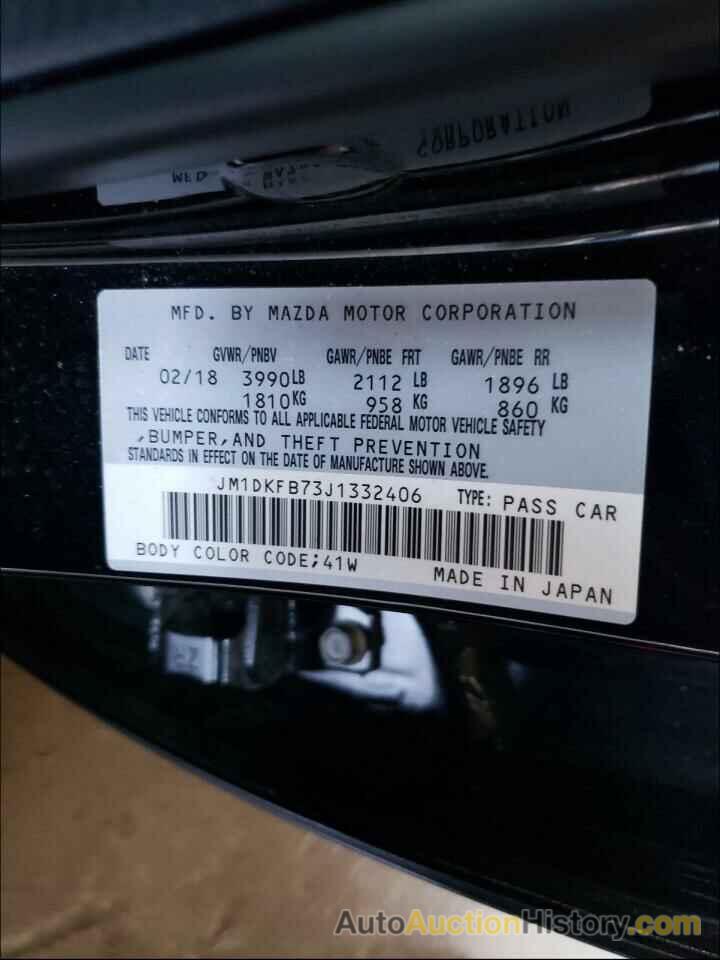 MFD. BY MAZDA MOTOR CORPORATION
DATE GVWR/PNBV GAWR/PNBE FRT GAWR/PNBE RR
02/18 3990LB 2112 LB 1896 LB
1810KG 958 KG 860 KG
THIS VEHICLE CONFORMS TO ALL APPLICABLE FEDERAL MOTOR VEHICLE SAFETY
,BUMPER,AND THEFT PREVENTION
STANDARDS IN EFFECT ON THE DATE OF MANUFACTURE SHOWN ABOVE.
JM1DKFB73J1332406 TYPE: PASS CAR
BODY COLOR CODE;41W
MADE IN JAPAN
AutoAuctionHistory.com